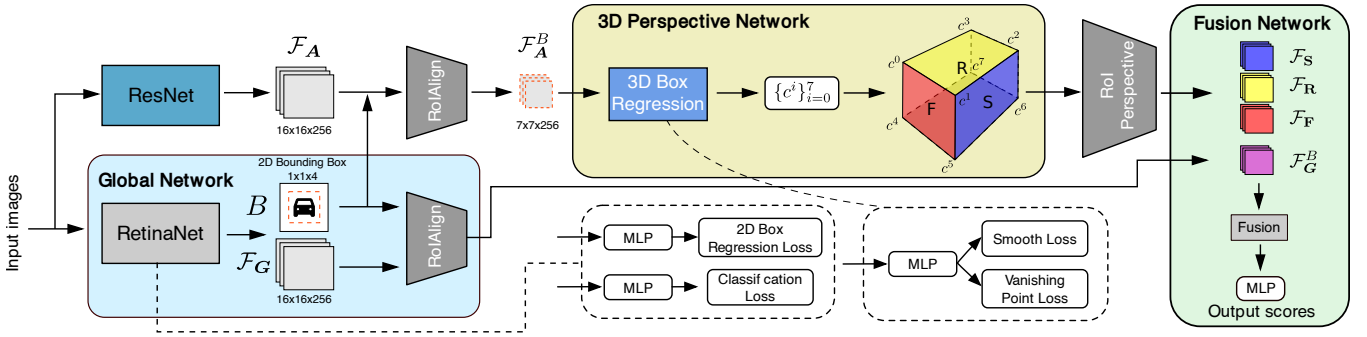 Input images
ResNet
𝓕_A
16x16x256
RoIAlign
𝓕_A^B
7x7x256
3D Perspective Network
3D Box
Regression
{c^i}_{i=0}^7
c^0
c^3
c^2
c^7
c^1
c^4
c^6
c^5
R
F
S
RoI
Perspective
Global Network
RetinaNet
2D Bounding Box
1x1x4
B
𝓕_G
16x16x256
RoIAlign
MLP
2D Box
Regression Loss
MLP
Classif cation
Loss
MLP
Smooth Loss
Vanishing
Point Loss
Fusion Network
𝓕_S
𝓕_R
𝓕_F
𝓕_G^B
Fusion
MLP
Output scores